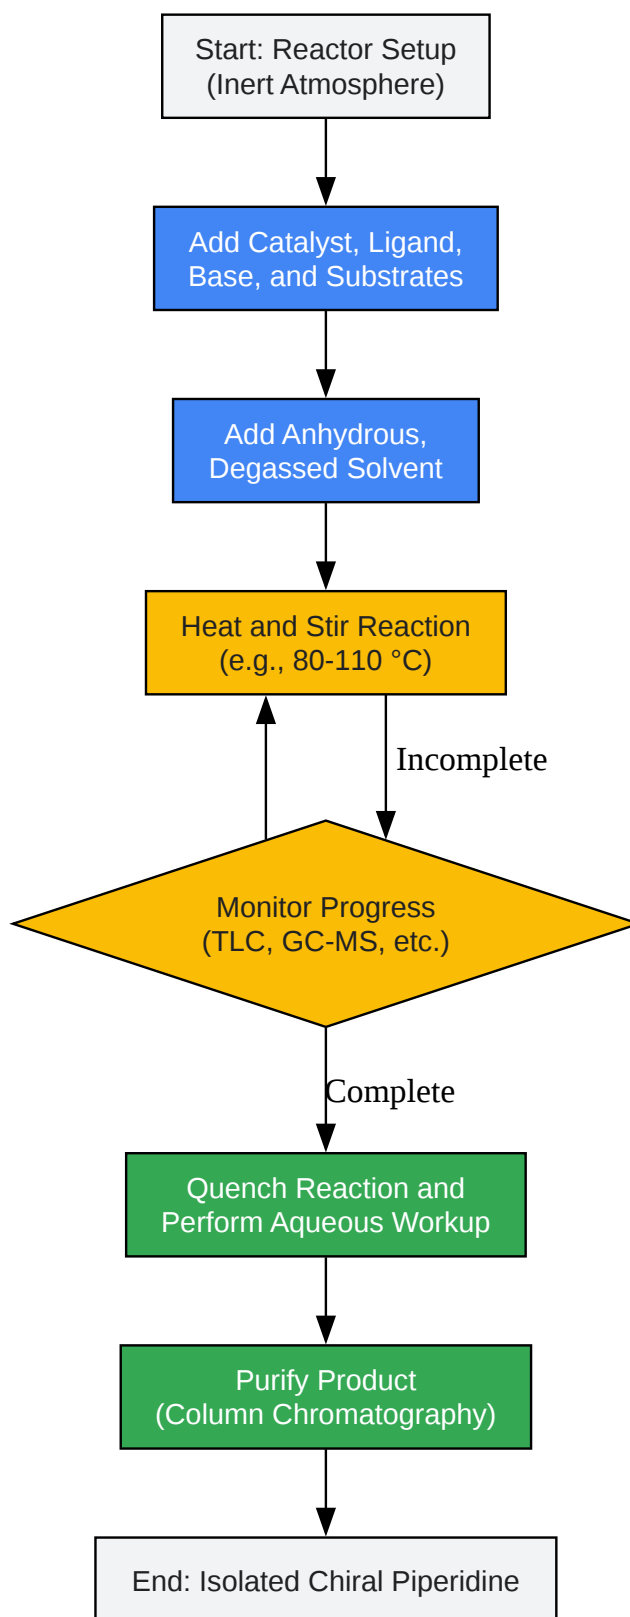 Start: Reactor Setup
(Inert Atmosphere)
Add Catalyst, Ligand,
Base, and Substrates
Add Anhydrous,
Degassed Solvent
Heat and Stir Reaction
(e.g., 80-110 °C)
Incomplete
Monitor Progress
(TLC, GC-MS, etc.)
Complete
Quench Reaction and
Perform Aqueous Workup
Purify Product
(Column Chromatography)
End: Isolated Chiral Piperidine